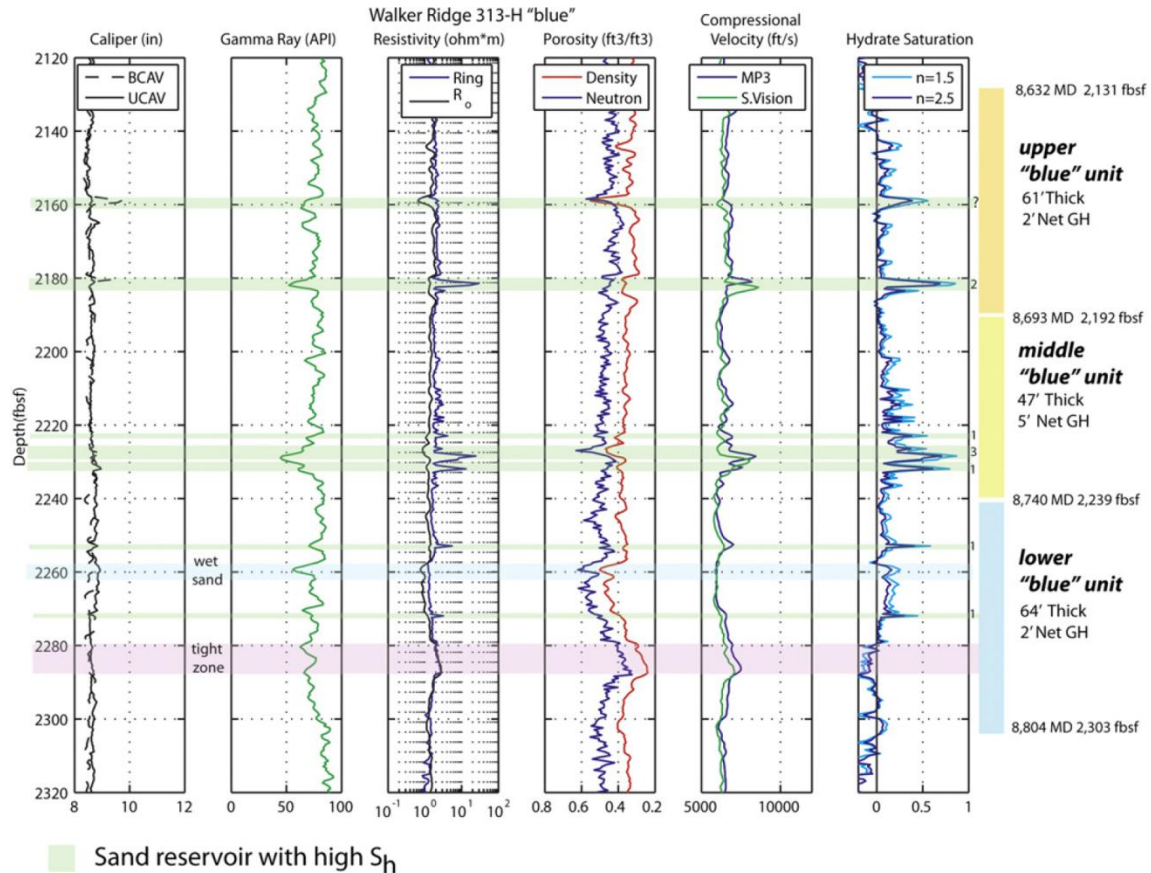 Walker Ridge 313-H "blue"
Caliper (in)
Gamma Ray (API)
Resistivity (ohm*m)
Porosity (ft3/ft3)
Compressional
Velocity (ft/s)
Hydrate Saturation
BCAV
UCAV
Ring
Ro
Density
Neutron
MP3
S.Vision
n=1.5
n=2.5
Depth(fbsf)
2120
2140
2160
2180
2200
2220
2240
2260
2280
2300
2320
wet
sand
tight
zone
?
2
1
3
1
1
1
8,632 MD 2,131 fbsf
upper
"blue" unit
61' Thick
2' Net GH
8,693 MD 2,192 fbsf
middle
"blue" unit
47' Thick
5' Net GH
8,740 MD 2,239 fbsf
lower
"blue" unit
64' Thick
2' Net GH
8,804 MD 2,303 fbsf
8 10 12
0 50 100
10-1 100 101 102
0.8 0.6 0.4 0.2
5000 10000
0 0.5 1
Sand reservoir with high Sh